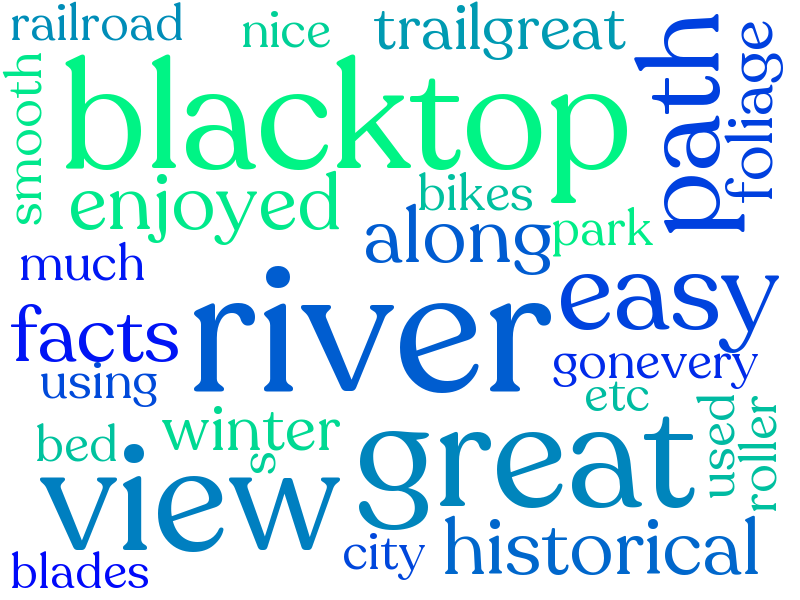 railroad
nice
trailgreat
path
foliage
smooth
blacktop
enjoyed
bikes
along
park
much
river
easy
facts
using
gonevery
etc
bed
winter
s
view
great
used
roller
blades
city
historical